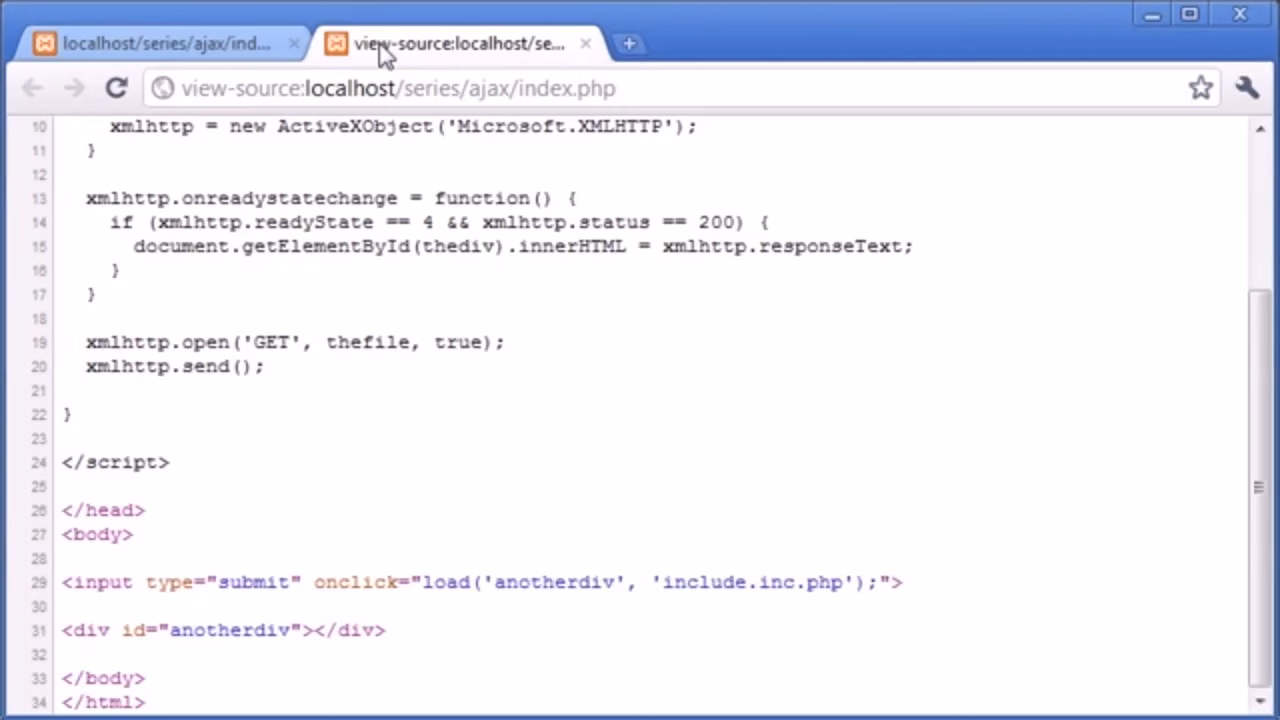 localhost/series/ajax/ind...
view-source:localhost/se...
view-source:localhost/series/ajax/index.php
10 xmlhttp = new ActiveXObject('Microsoft.XMLHTTP');
11 }
12
13 xmlhttp.onreadystatechange = function() {
14 if (xmlhttp.readyState == 4 && xmlhttp.status == 200) {
15 document.getElementById(thediv).innerHTML = xmlhttp.responseText;
16 }
17 }
18
19 xmlhttp.open('GET', thefile, true);
20 xmlhttp.send();
21
22 }
23
24 </script>
25
26 </head>
27 <body>
28
29 <input type="submit" onclick="load('anotherdiv', 'include.inc.php');">
30
31 <div id="anotherdiv"></div>
32
33 </body>
34 </html>